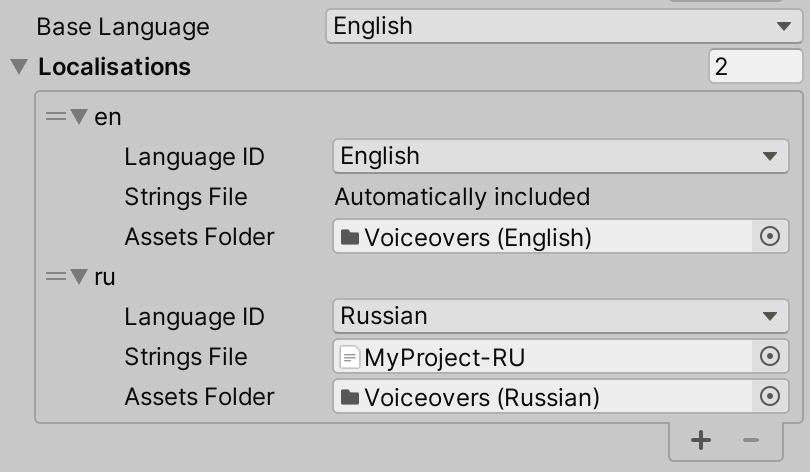 Base Language English
Localisations 2
en
Language ID English
Strings File Automatically included
Assets Folder Voiceovers (English)
ru
Language ID Russian
Strings File MyProject-RU
Assets Folder Voiceovers (Russian)